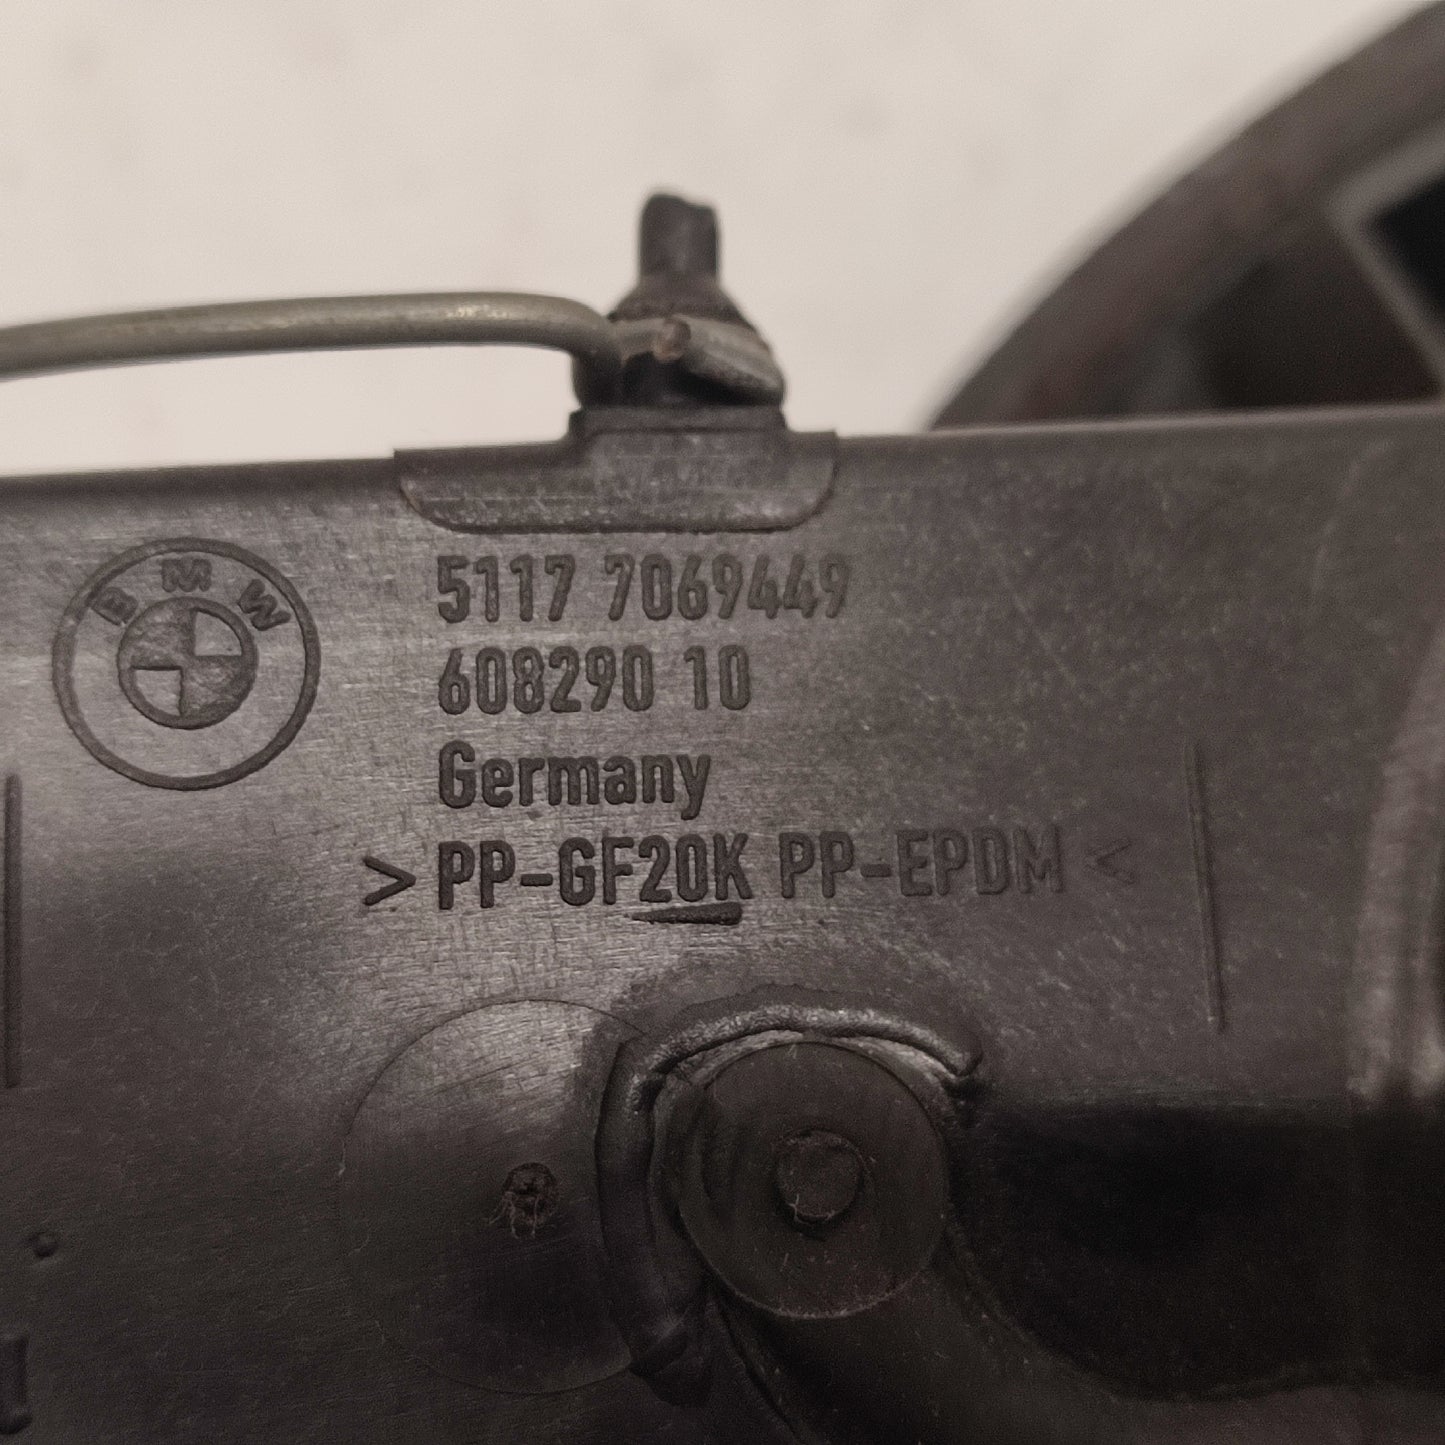 BMW
5117 7069449
608290 10
Germany
>PP-GF20K PP-EPDM<